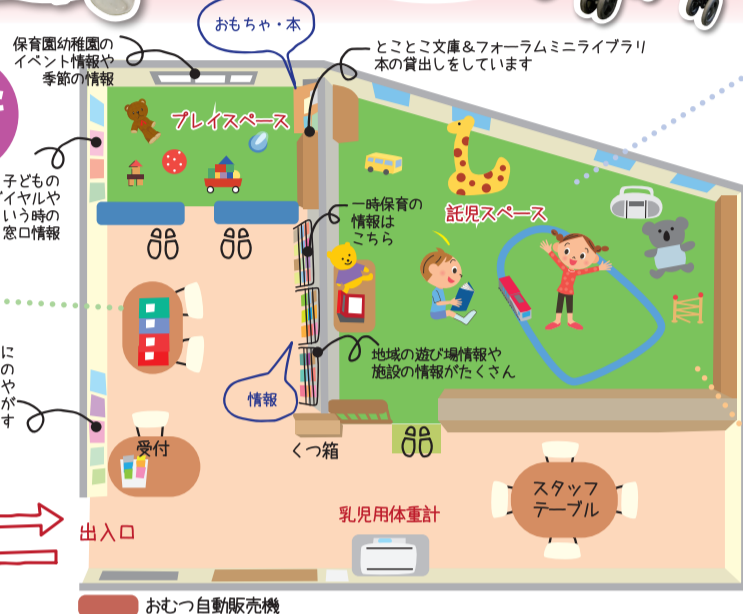 おもちゃ・本
保育園幼稚園の
イベント情報や
季節の情報
とことこ文庫＆フォーラムミニライブラリ
本の貸出しをしています
プレイスペース
子どもの
イヤルや
いう時の
窓口情報
一時保育の
情報は
こちら
託児スペース
地域の遊び場情報や
施設の情報がたくさん
に
の
や
が
す
情報
受付
くつ箱
スタッフ
テーブル
乳児用体重計
出入口
おむつ自動販売機